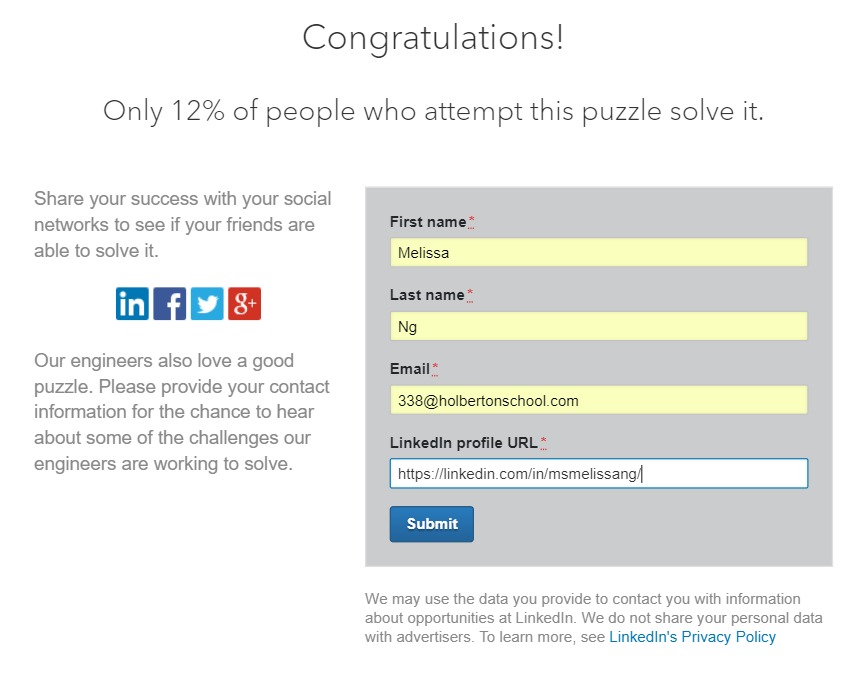 Congratulations!
Only 12% of people who attempt this puzzle solve it.
Share your success with your social
networks to see if your friends are
able to solve it.
in f g+
Our engineers also love a good
puzzle. Please provide your contact
information for the chance to hear
about some of the challenges our
engineers are working to solve.
First name*
Melissa
Last name*
Ng
Email*
338@holbertonschool.com
LinkedIn profile URL*
https://linkedin.com/in/msmelissang/
Submit
We may use the data you provide to contact you with information
about opportunities at LinkedIn. We do not share your personal data
with advertisers. To learn more, see LinkedIn's Privacy Policy